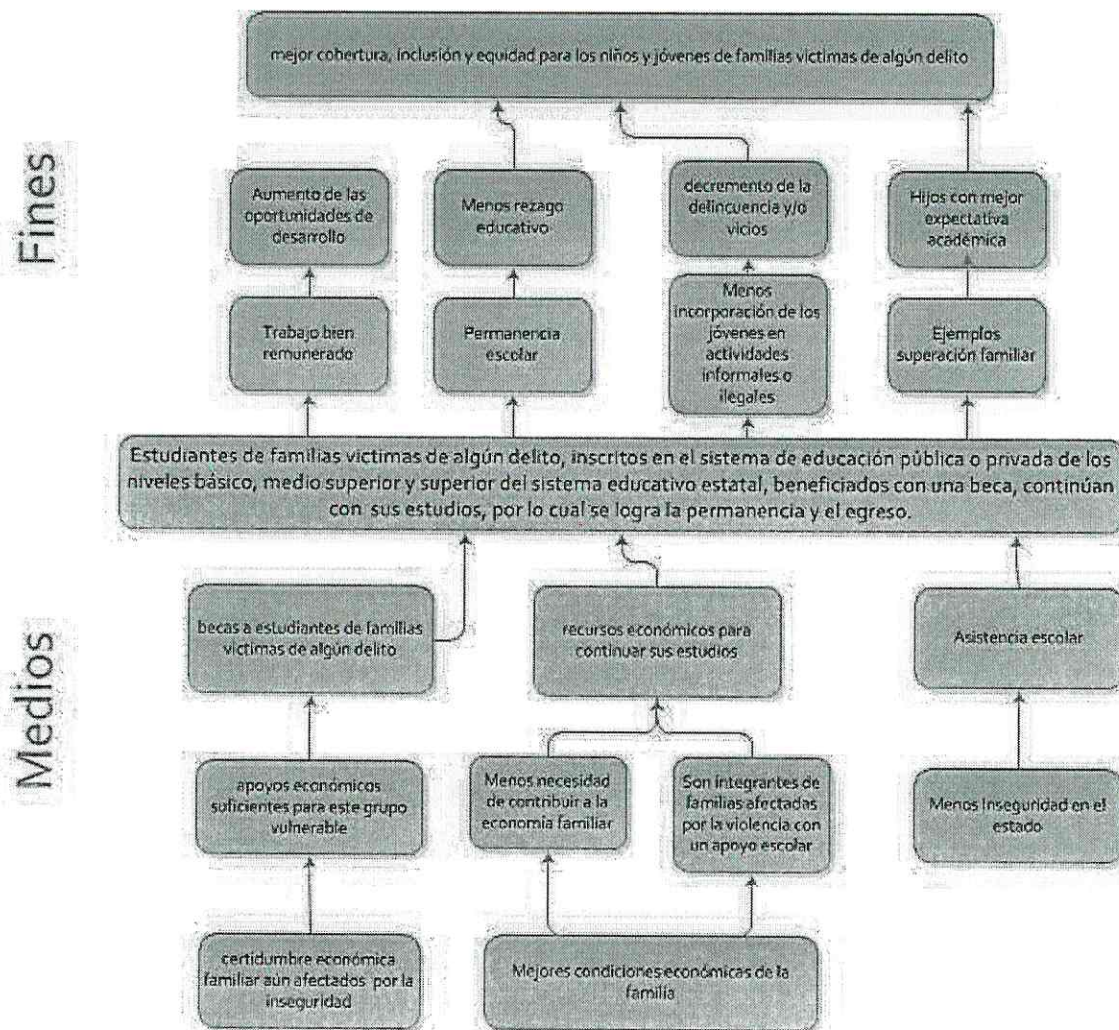 mejor cobertura, inclusión y equidad para los niños y jóvenes de familias victimas de algún delito
Fines
Aumento de las
oportunidades de
desarrollo
Menos rezago
educativo
decremento de la
delincuencia y/o
vicios
Hijos con mejor
expectativa
académica
Trabajo bien
remunerado
Permanencia
escolar
Menos
incorporación de los
jóvenes en
actividades
informales o
ilegales
Ejemplos
superación familiar
Estudiantes de familias victimas de algún delito, inscritos en el sistema de educación pública o privada de los
niveles básico, medio superior y superior del sistema educativo estatal, beneficiados con una beca, continúan
con sus estudios, por lo cual se logra la permanencia y el egreso.
Medios
becas a estudiantes de familias
victimas de algún delito
recursos económicos para
continuar sus estudios
Asistencia escolar
apoyos económicos
suficientes para este grupo
vulnerable
Menos necesidad
de contribuir a la
economía familiar
Son integrantes de
familias afectadas
por la violencia con
un apoyo escolar
Menos Inseguridad en el
estado
certidumbre económica
familiar aún afectados por la
inseguridad
Mejores condiciones económicas de la
familia